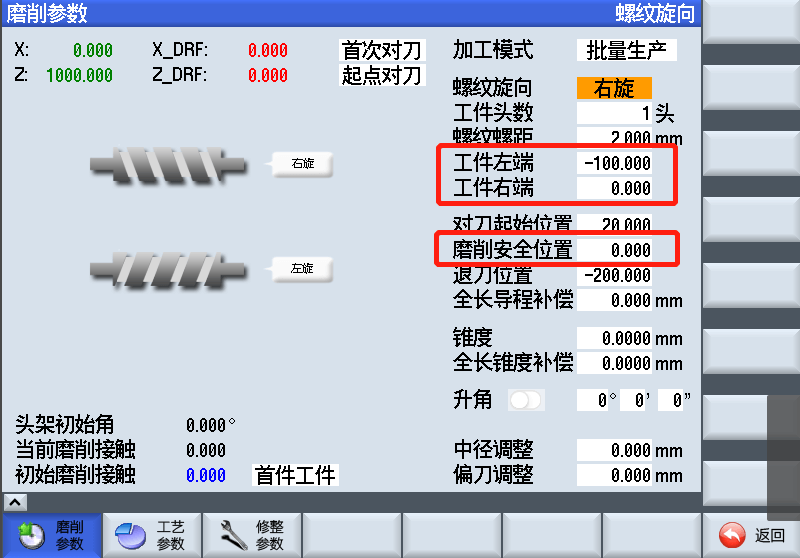 磨削参数 螺纹旋向
X: 0.000 X_DRF: 0.000 首次对刀 加工模式 批量生产
Z: 1000.000 Z_DRF: 0.000 起点对刀
螺纹旋向 右旋
工件头数 1 头
螺纹螺距 2.000 mm
右旋
工件左端 -100.000
工件右端 0.000
对刀起始位置 20.000
磨削安全位置 0.000
左旋
退刀位置 -200.000
全长导程补偿 0.000 mm
锥度 0.0000 mm
全长锥度补偿 0.0000 mm
升角 0° 0' 0"
头架初始角 0.000°
当前磨削接触 0.000 中径调整 0.000 mm
初始磨削接触 0.000 首件工件 偏刀调整 0.000 mm
磨削参数 工艺参数 修整参数 返回